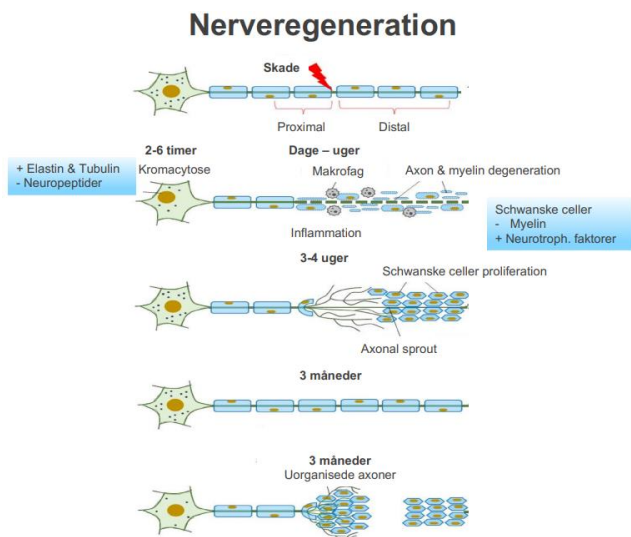 Nerveregeneration
Skade
Proximal
Distal
2-6 timer
Dage – uger
+ Elastin & Tubulin
- Neuropeptider
Kromacytose
Makrofag
Axon & myelin degeneration
Inflammation
Schwanske celler
- Myelin
+ Neurotroph. faktorer
3-4 uger
Schwanske celler proliferation
Axonal sprout
3 måneder
3 måneder
Uorganisede axoner